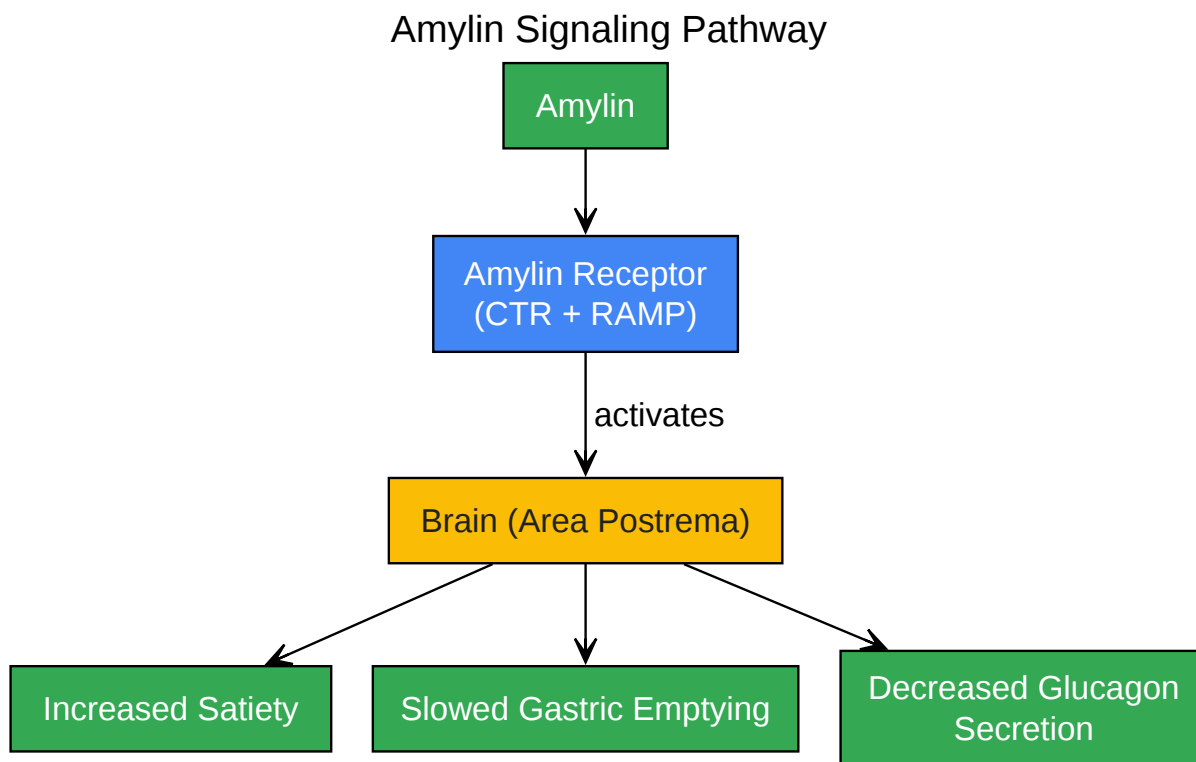 Amylin Signaling Pathway
Amylin
Amylin Receptor
(CTR + RAMP)
activates
Brain (Area Postrema)
Increased Satiety
Slowed Gastric Emptying
Decreased Glucagon
Secretion